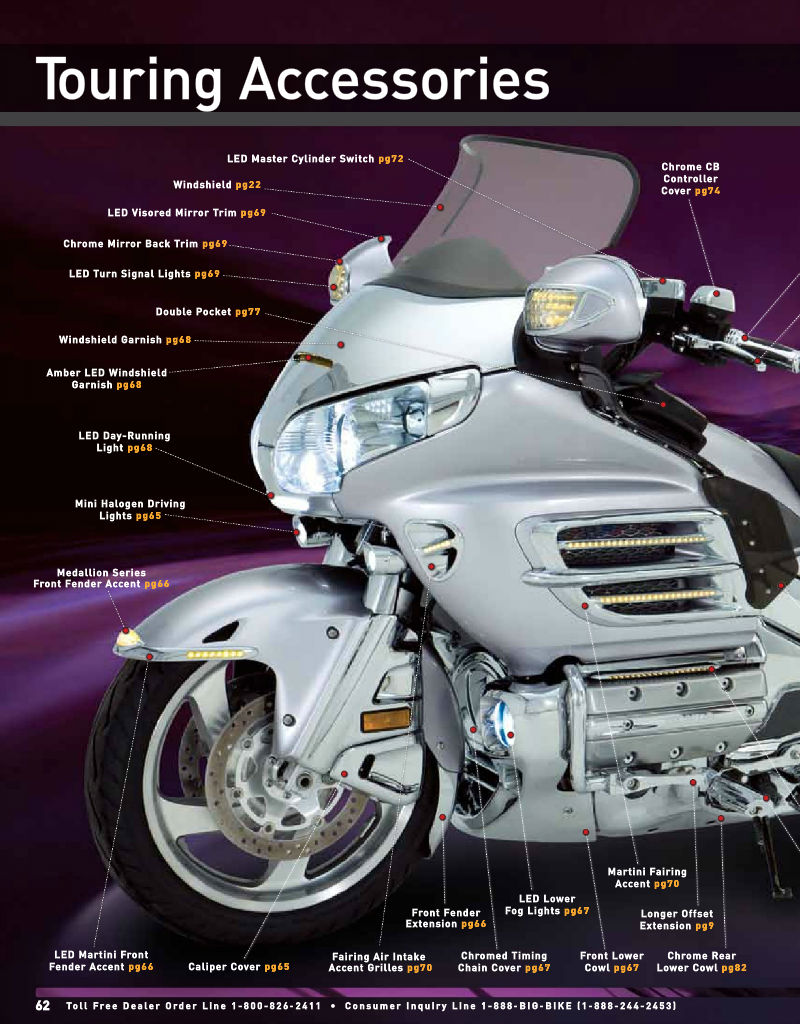 Touring Accessories
LED Master Cylinder Switch pg72
Windshield pg22
LED Visored Mirror Trim pg69
Chrome Mirror Back Trim pg69
LED Turn Signal Lights pg69
Double Pocket pg77
Windshield Garnish pg68
Amber LED Windshield
Garnish pg68
LED Day-Running
Light pg68
Mini Halogen Driving
Lights pg65
Medallion Series
Front Fender Accent pg66
Chrome CB
Controller
Cover pg74
Martini Fairing
Accent pg70
LED Lower
Fog Lights pg67
Front Fender
Extension pg66
Longer Offset
Extension pg9
LED Martini Front
Fender Accent pg66
Caliper Cover pg65
Fairing Air Intake
Accent Grilles pg70
Chromed Timing
Chain Cover pg67
Front Lower
Cowl pg67
Chrome Rear
Lower Cowl pg82
62 Toll Free Dealer Order Line 1-800-826-2411 • Consumer Inquiry Line 1-888-BIG-BIKE (1-888-244-2453)